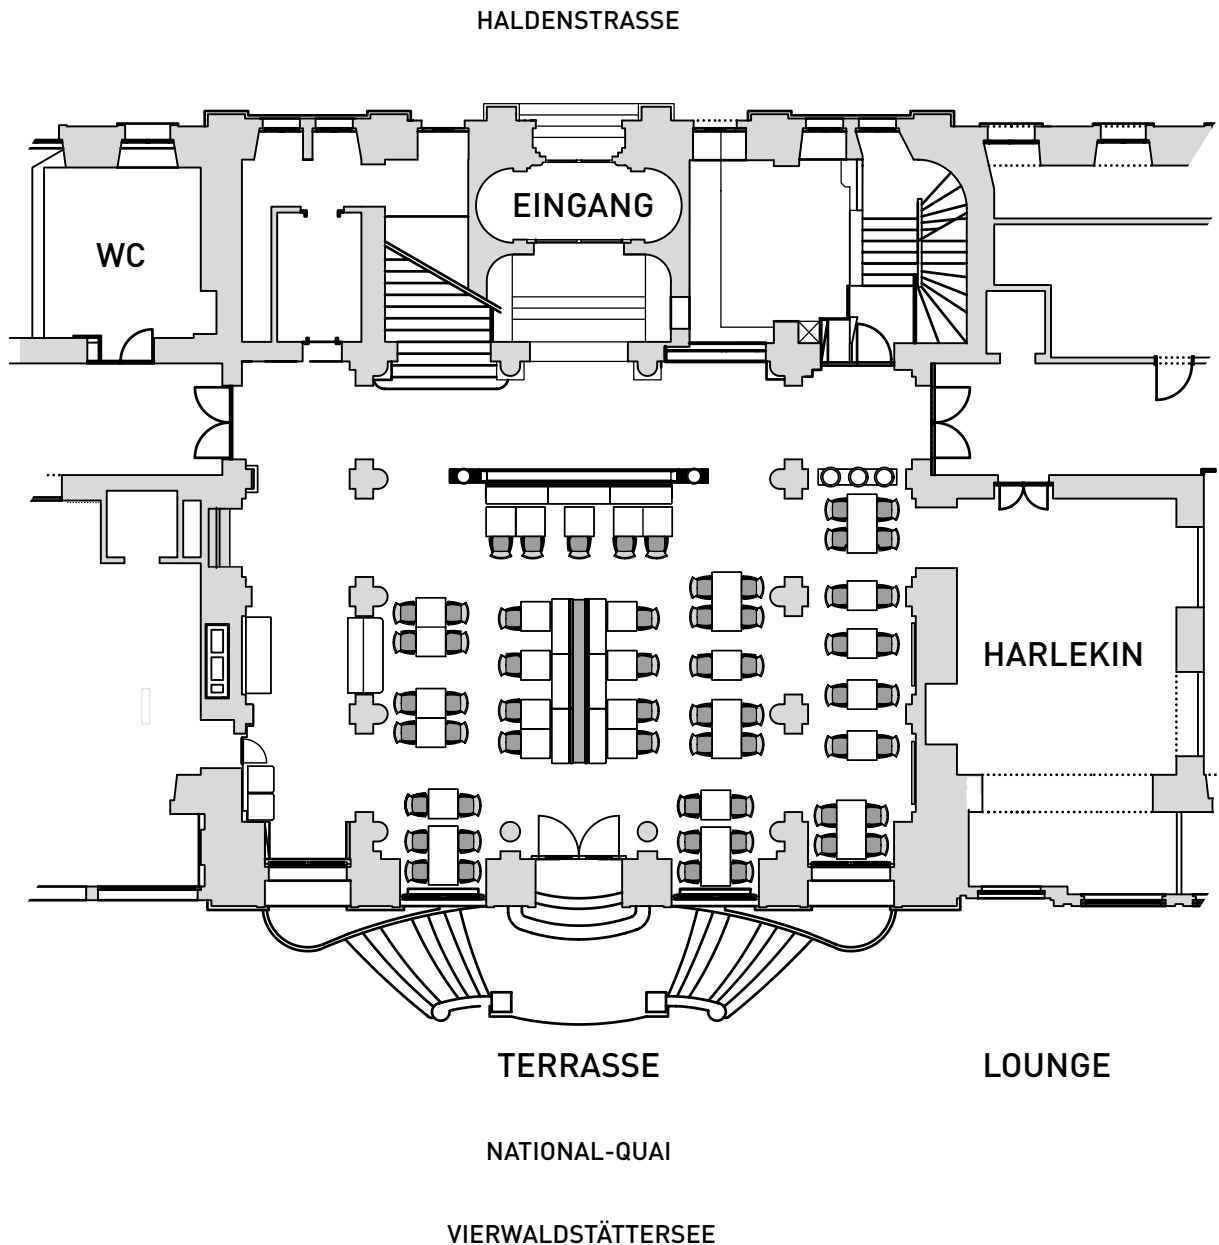 HALDENSTRASSE
EINGANG
WC
HARLEKIN
TERRASSE
LOUNGE
NATIONAL-QUAI
VIERWALDSTÄTTERSEE